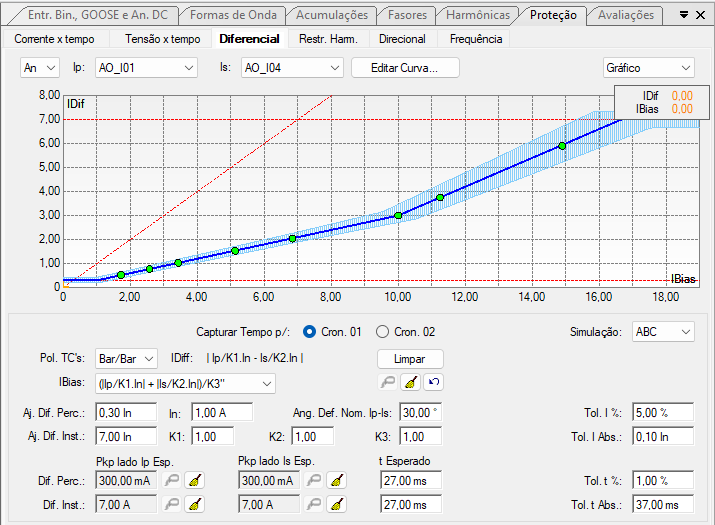 Entr. Bin., GOOSE e An. DC Formas de Onda Acumulações Fasores Harmônicas Proteção Avaliações
Corrente x tempo Tensão x tempo Diferencial Restr. Harm. Direcional Frequência
An Ip: AO_I01 Is: AO_I04 Editar Curva... Gráfico
8,00 IDif
IDif 0,00
IBias 0,00
7,00
6,00
5,00
4,00
3,00
2,00
1,00
IBias
0
0 2,00 4,00 6,00 8,00 10,00 12,00 14,00 16,00 18,00
Capturar Tempo p/: Cron. 01 Cron. 02 Simulação: ABC
Pol. TC's: Bar/Bar IDiff: | Ip/K1.In - Is/K2.In | Limpar
IBias: (|Ip/K1.In| + |Is/K2.In|)/K3"
Aj. Dif. Perc.: 0,30 In In: 1,00 A Ang. Def. Nom. Ip-Is: 30,00 ° Tol. I %: 5,00 %
Aj. Dif. Inst.: 7,00 In K1: 1,00 K2: 1,00 K3: 1,00 Tol. I Abs.: 0,10 In
Pkp lado Ip Esp. Pkp lado Is Esp. t Esperado
Dif. Perc.: 300,00 mA 300,00 mA 27,00 ms Tol. t %: 1,00 %
Dif. Inst.: 7,00 A 7,00 A 27,00 ms Tol. t Abs.: 37,00 ms